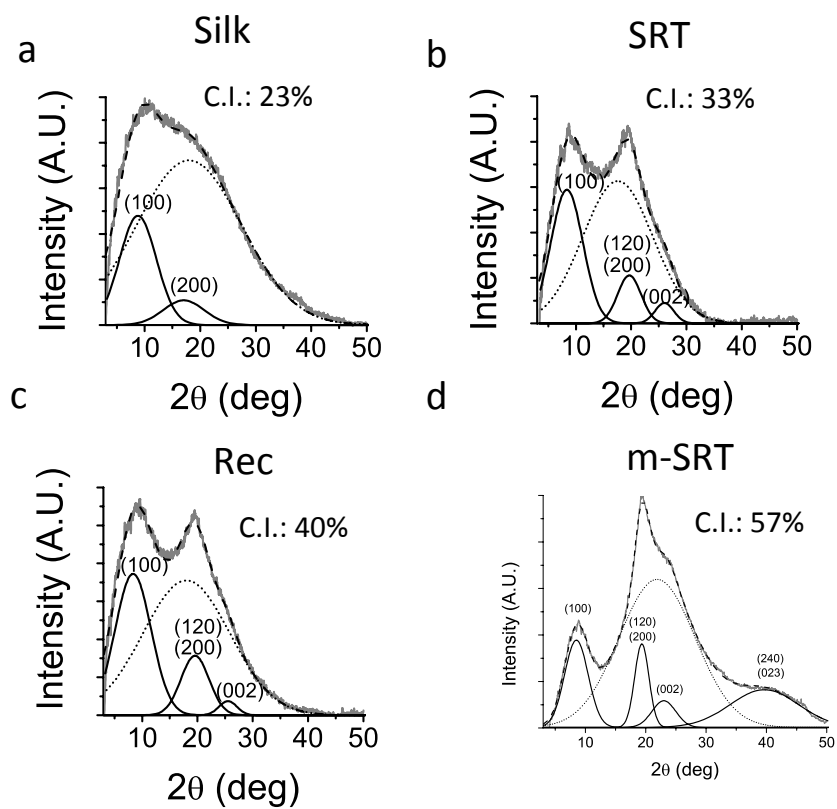 a
Silk
C.I.: 23%
Intensity (A.U.)
(100)
(200)
10 20 30 40 50
2θ (deg)
b
SRT
C.I.: 33%
Intensity (A.U.)
(100)
(120)
(200)
(002)
10 20 30 40 50
2θ (deg)
c
Rec
C.I.: 40%
Intensity (A.U.)
(100)
(120)
(200)
(002)
10 20 30 40 50
2θ (deg)
d
m-SRT
C.I.: 57%
Intensity (A.U.)
(100)
(120)
(200)
(002)
(240)
(023)
10 20 30 40 50
2θ (deg)